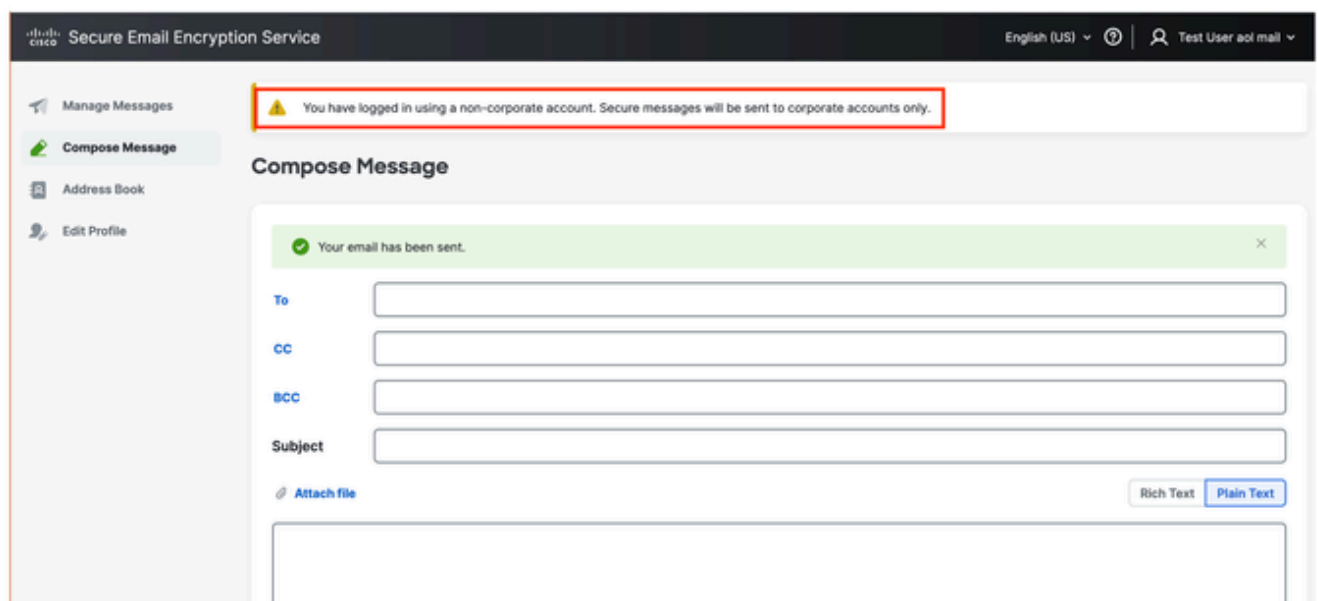 cisco Secure Email Encryption Service
English (US)
Test User aol mail
Manage Messages
Compose Message
Address Book
Edit Profile
You have logged in using a non-corporate account. Secure messages will be sent to corporate accounts only.
Compose Message
Your email has been sent.
To
CC
BCC
Subject
Attach file
Rich Text Plain Text